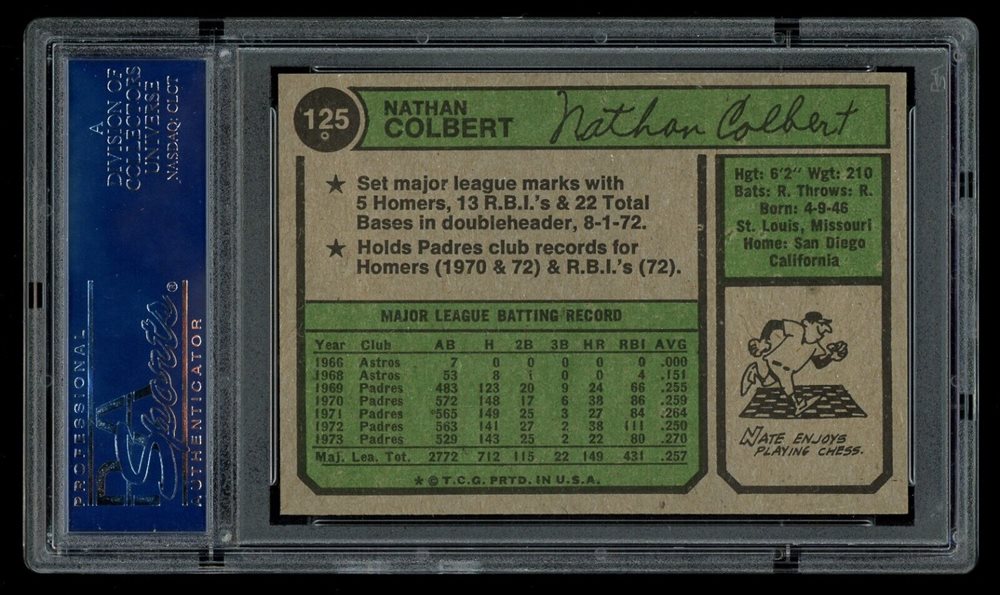 A
DIVISION OF
COLLECTORS
UNIVERSE
NASDAQ: CLCT
PROFESSIONAL
PSA
Sports®
AUTHENTICATOR
125
NATHAN
COLBERT
Nathan Colbert
★ Set major league marks with
5 Homers, 13 R.B.I.'s & 22 Total
Bases in doubleheader, 8-1-72.
★ Holds Padres club records for
Homers (1970 & 72) & R.B.I.'s (72).
Hgt: 6'2" Wgt: 210
Bats: R. Throws: R.
Born: 4-9-46
St. Louis, Missouri
Home: San Diego
California
MAJOR LEAGUE BATTING RECORD
Year Club AB H 2B 3B HR RBI AVG
1966 Astros 7 0 0 0 0 0 .000
1968 Astros 53 8 0 0 0 4 .151
1969 Padres 483 123 20 9 24 66 .255
1970 Padres 572 148 17 6 38 86 .259
1971 Padres 565 149 25 3 27 84 .264
1972 Padres 563 141 27 2 38 111 .250
1973 Padres 529 143 25 2 22 80 .270
Maj. Lea. Tot. 2772 712 115 22 149 431 .257
★ © T.C.G. PRTD. IN U.S.A.
NATE ENJOYS
PLAYING CHESS.